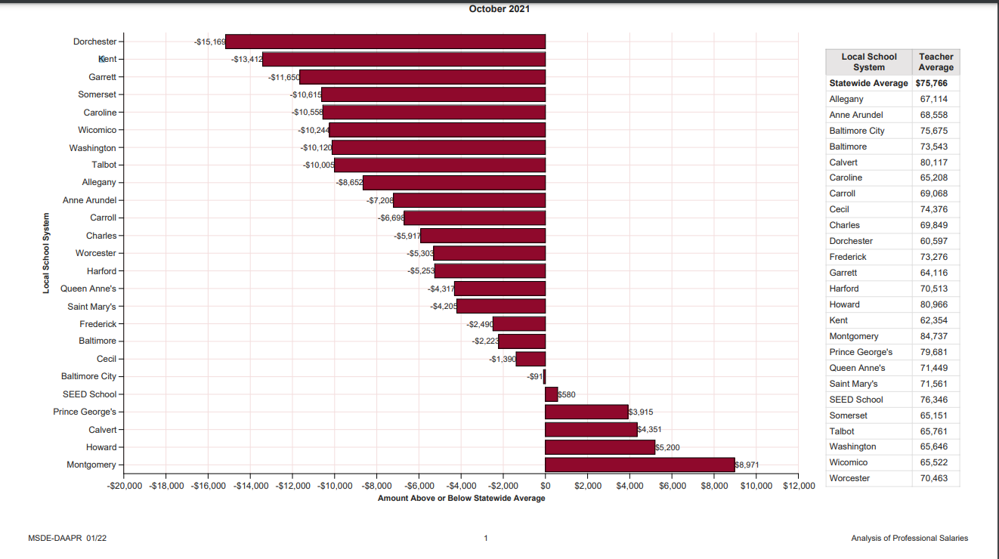 October 2021
Dorchester -$15,169
Kent -$13,412
Garrett -$11,650
Somerset -$10,615
Caroline -$10,558
Wicomico -$10,244
Washington -$10,120
Talbot -$10,005
Allegany -$8,652
Anne Arundel -$7,208
Carroll -$6,698
Charles -$5,917
Worcester -$5,303
Harford -$5,253
Queen Anne's -$4,317
Saint Mary's -$4,205
Frederick -$2,490
Baltimore -$2,223
Cecil -$1,390
Baltimore City -$91
SEED School $580
Prince George's $3,915
Calvert $4,351
Howard $5,200
Montgomery $8,971
Local School System
-$20,000 -$18,000 -$16,000 -$14,000 -$12,000 -$10,000 -$8,000 -$6,000 -$4,000 -$2,000 $0 $2,000 $4,000 $6,000 $8,000 $10,000 $12,000
Amount Above or Below Statewide Average
Local School Teacher
System Average
Statewide Average $75,766
Allegany 67,114
Anne Arundel 68,558
Baltimore City 75,675
Baltimore 73,543
Calvert 80,117
Caroline 65,208
Carroll 69,068
Cecil 74,376
Charles 69,849
Dorchester 60,597
Frederick 73,276
Garrett 64,116
Harford 70,513
Howard 80,966
Kent 62,354
Montgomery 84,737
Prince George's 79,681
Queen Anne's 71,449
Saint Mary's 71,561
SEED School 76,346
Somerset 65,151
Talbot 65,761
Washington 65,646
Wicomico 65,522
Worcester 70,463
MSDE-DAAPR 01/22 1 Analysis of Professional Salaries